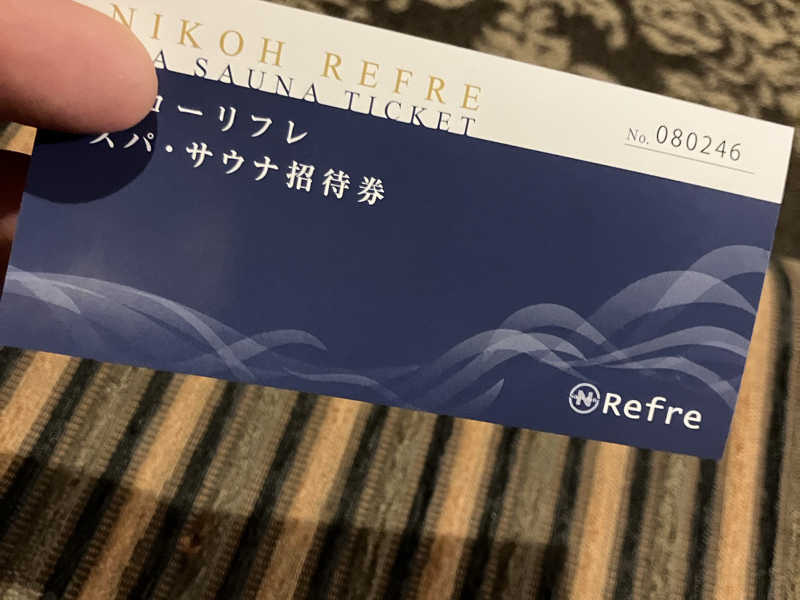 NIKOH REFRE
SAUNA TICKET
No. 080246
コーリフレ
スパ・サウナ招待券
Refre